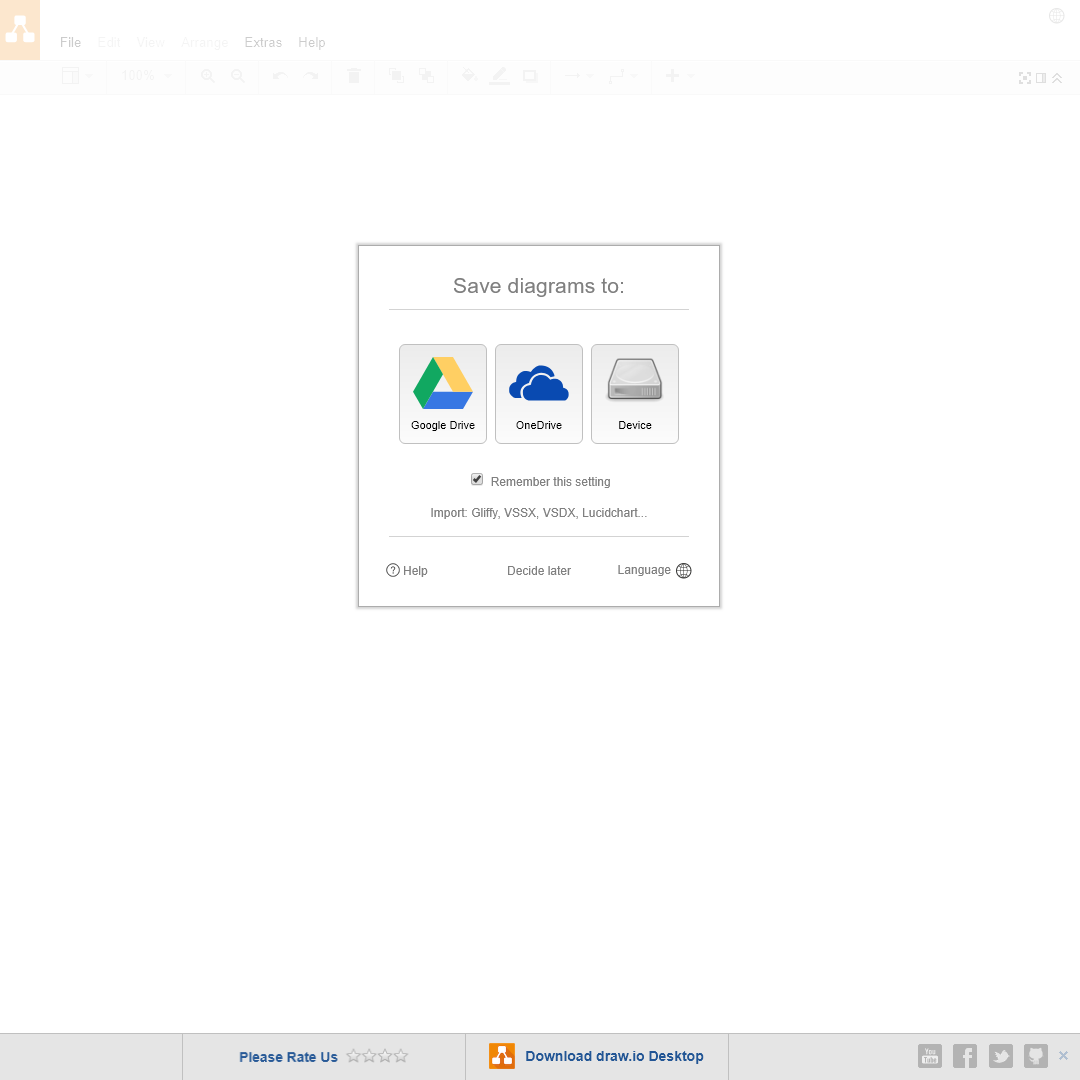 File Edit View Arrange Extras Help
100%
Save diagrams to:
Google Drive OneDrive Device
Remember this setting
Import: Gliffy, VSSX, VSDX, Lucidchart...
? Help Decide later Language
Please Rate Us Download draw.io Desktop You Tube